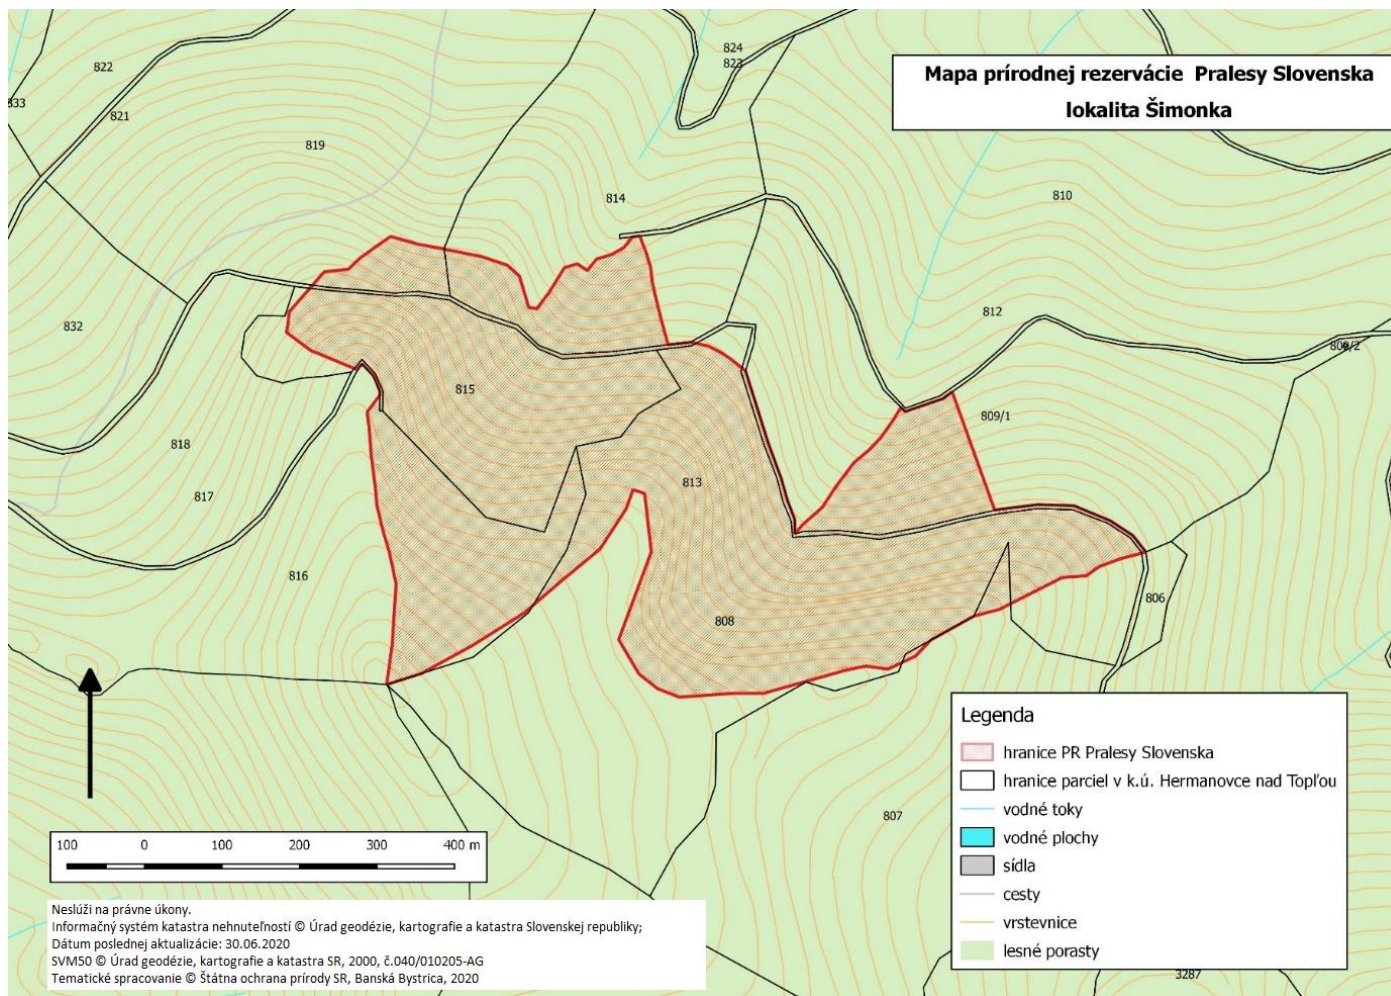 Mapa prírodnej rezervácie Pralesy Slovenska
lokalita Šimonka
824
823
822
833
821
819
814
810
812
832
809/2
815
809/1
818
817
813
816
808
806
807
3287
Legenda
hranice PR Pralesy Slovenska
hranice parciel v k.ú. Hermanovce nad Topľou
vodné toky
vodné plochy
sídla
cesty
vrstevnice
lesné porasty
100 0 100 200 300 400 m
Neslúži na právne úkony.
Informačný systém katastra nehnuteľností © Úrad geodézie, kartografie a katastra Slovenskej republiky;
Dátum poslednej aktualizácie: 30.06.2020
SVM50 © Úrad geodézie, kartografie a katastra SR, 2000, č.040/010205-AG
Tematické spracovanie © Štátna ochrana prírody SR, Banská Bystrica, 2020